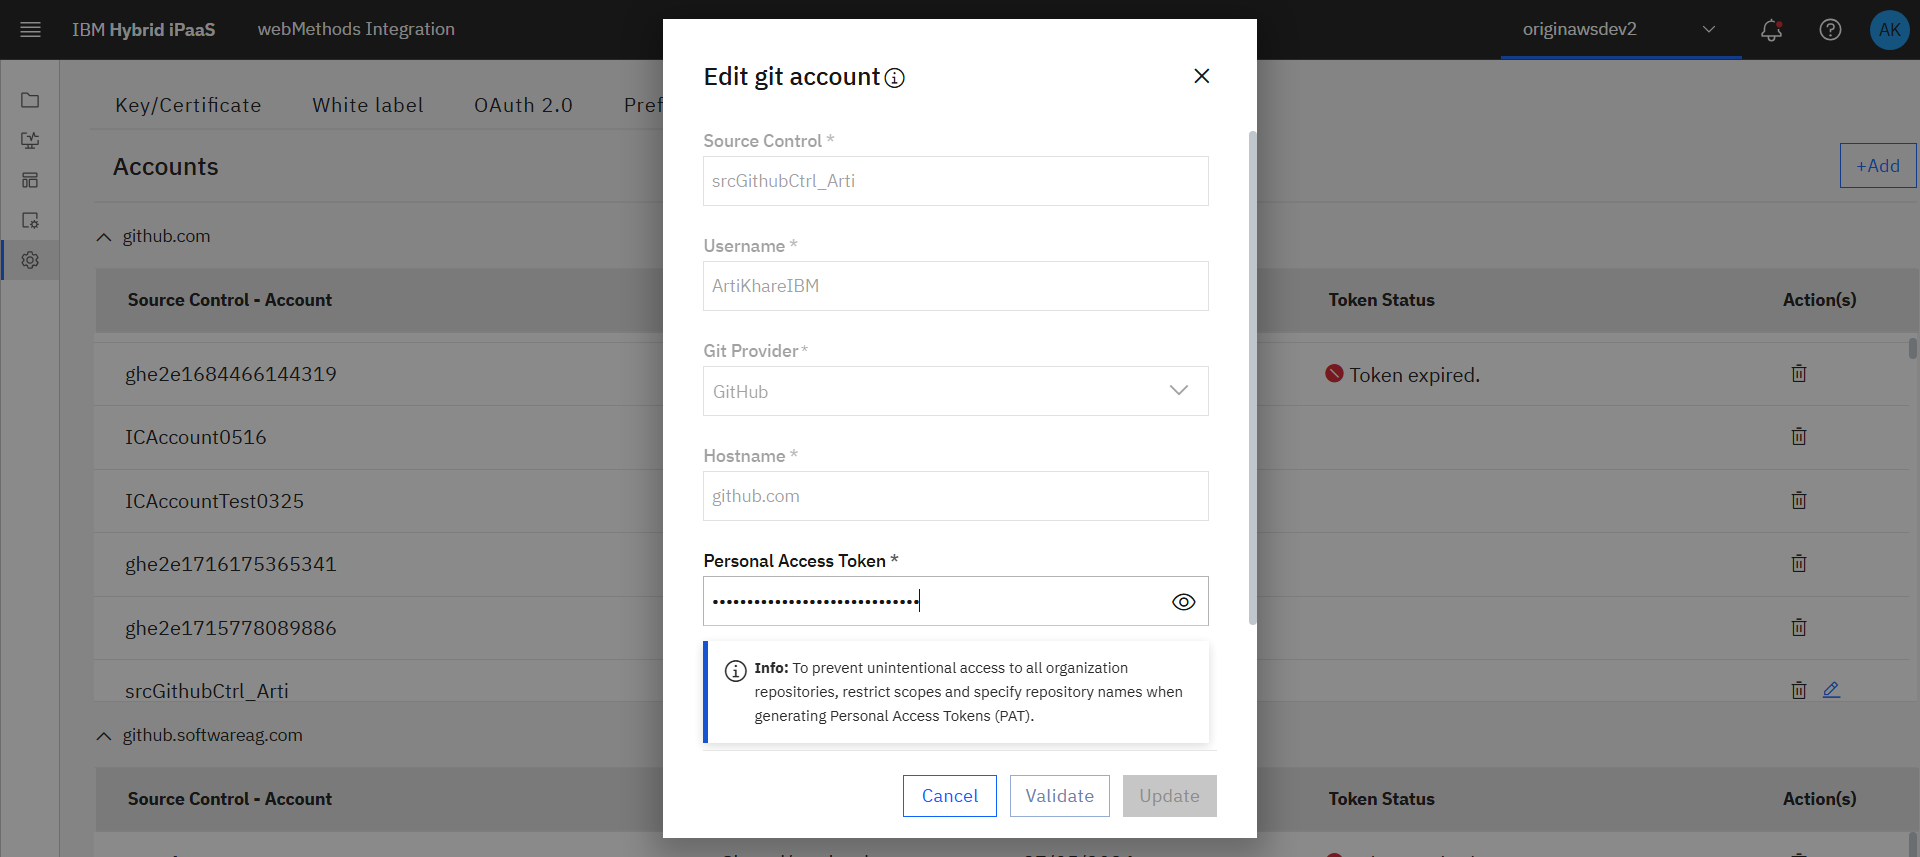 IBM Hybrid iPaaS
webMethods Integration
originawsdev2
AK
Key/Certificate
White label
OAuth 2.0
Pref
Accounts
+Add
github.com
Source Control - Account
Token Status
Action(s)
ghe2e1684466144319
Token expired.
ICAccount0516
ICAccountTest0325
ghe2e1716175365341
ghe2e1715778089886
srcGithubCtrl_Arti
github.softwareag.com
Source Control - Account
Token Status
Action(s)
Edit git account
Source Control *
srcGithubCtrl_Arti
Username *
ArtiKhareIBM
Git Provider*
GitHub
Hostname *
github.com
Personal Access Token *
Info: To prevent unintentional access to all organization
repositories, restrict scopes and specify repository names when
generating Personal Access Tokens (PAT).
Cancel
Validate
Update